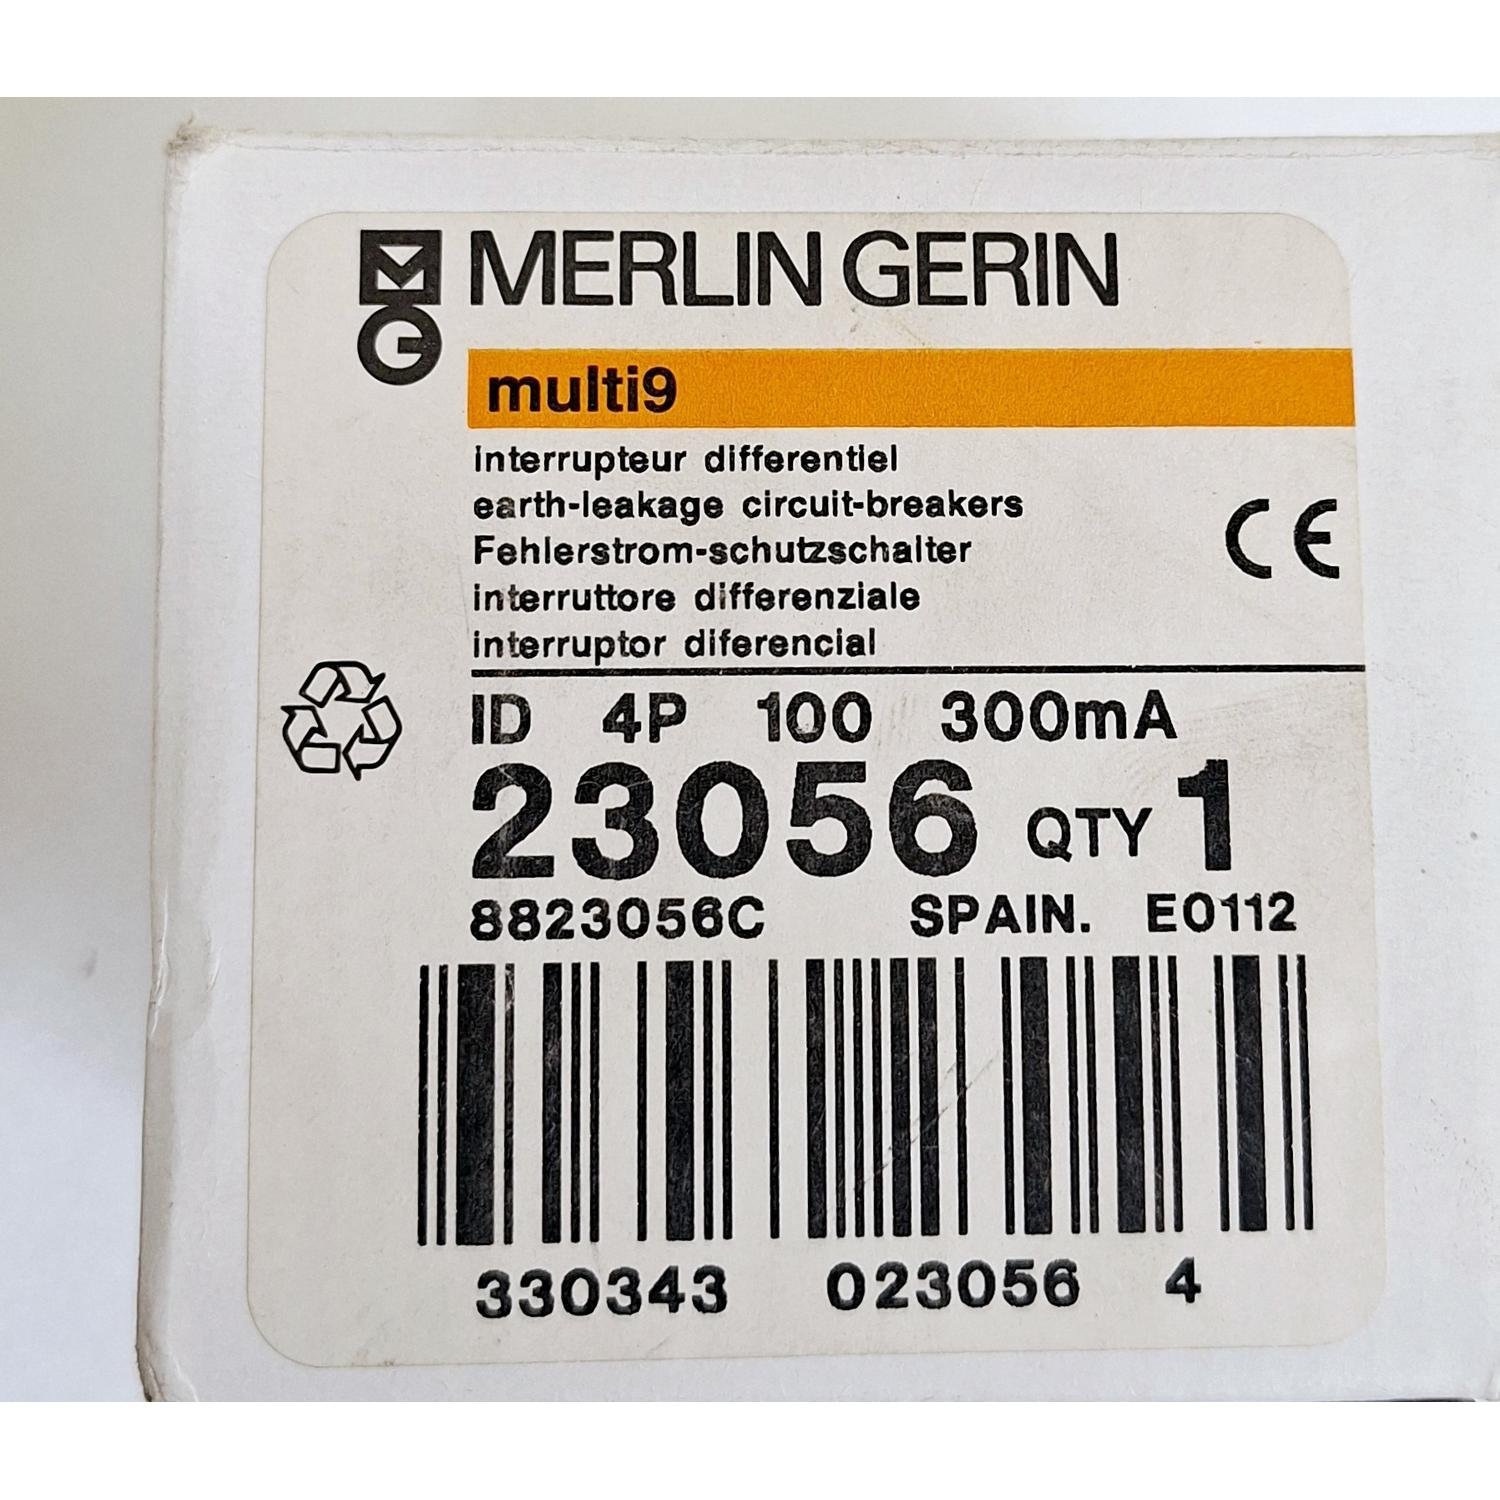 MG MERLIN GERIN
multi9
interrupteur differentiel
earth-leakage circuit-breakers
Fehlerstrom-schutzschalter
interruttore differenziale
interruptor diferencial
CE
ID 4P 100 300mA
23056 QTY 1
8823056C SPAIN. E0112
330343 023056 4